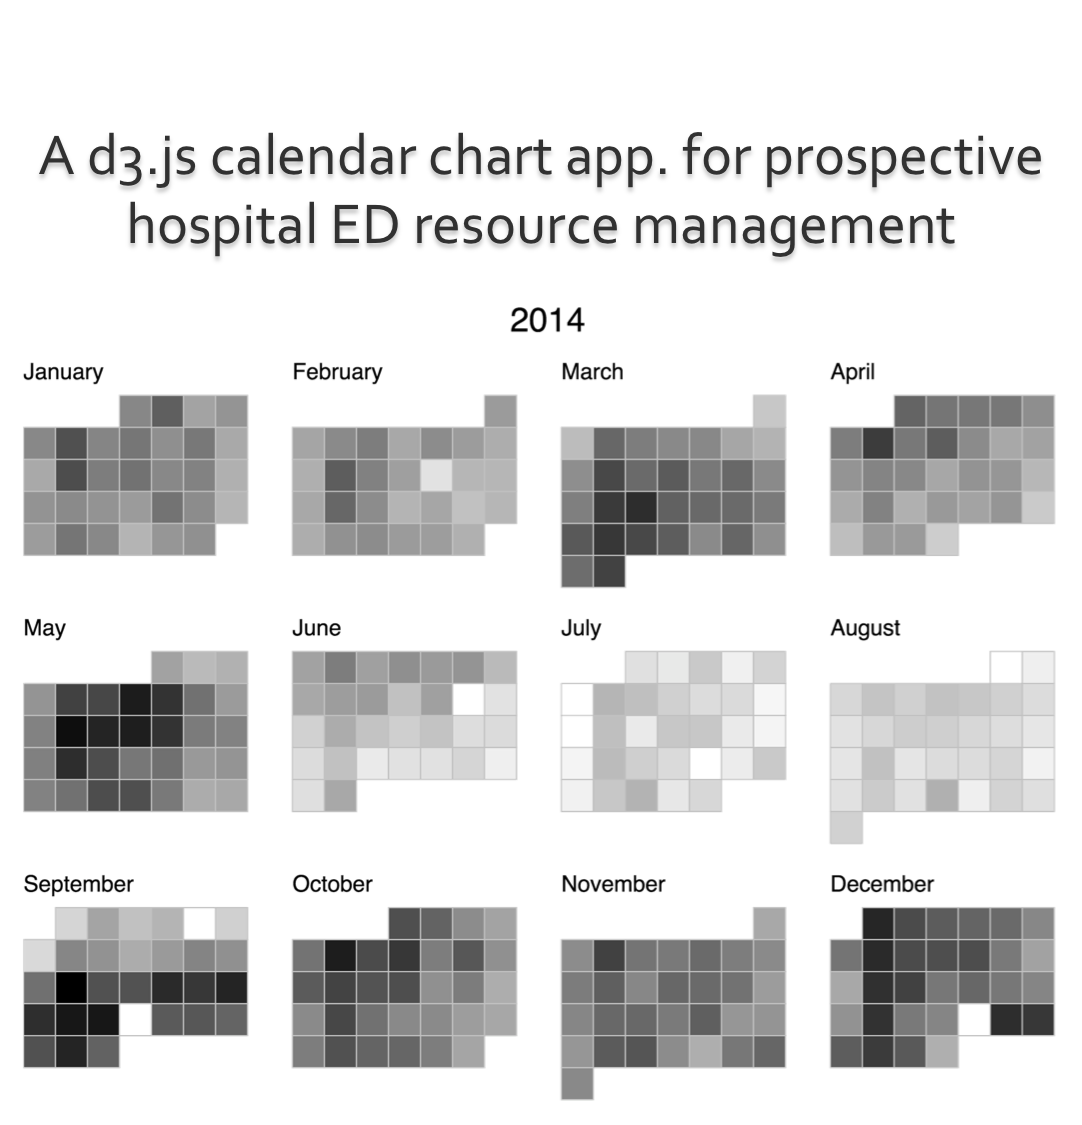 A d3.js calendar chart app. for prospective
hospital ED resource management
2014
January
February
March
April
May
June
July
August
September
October
November
December